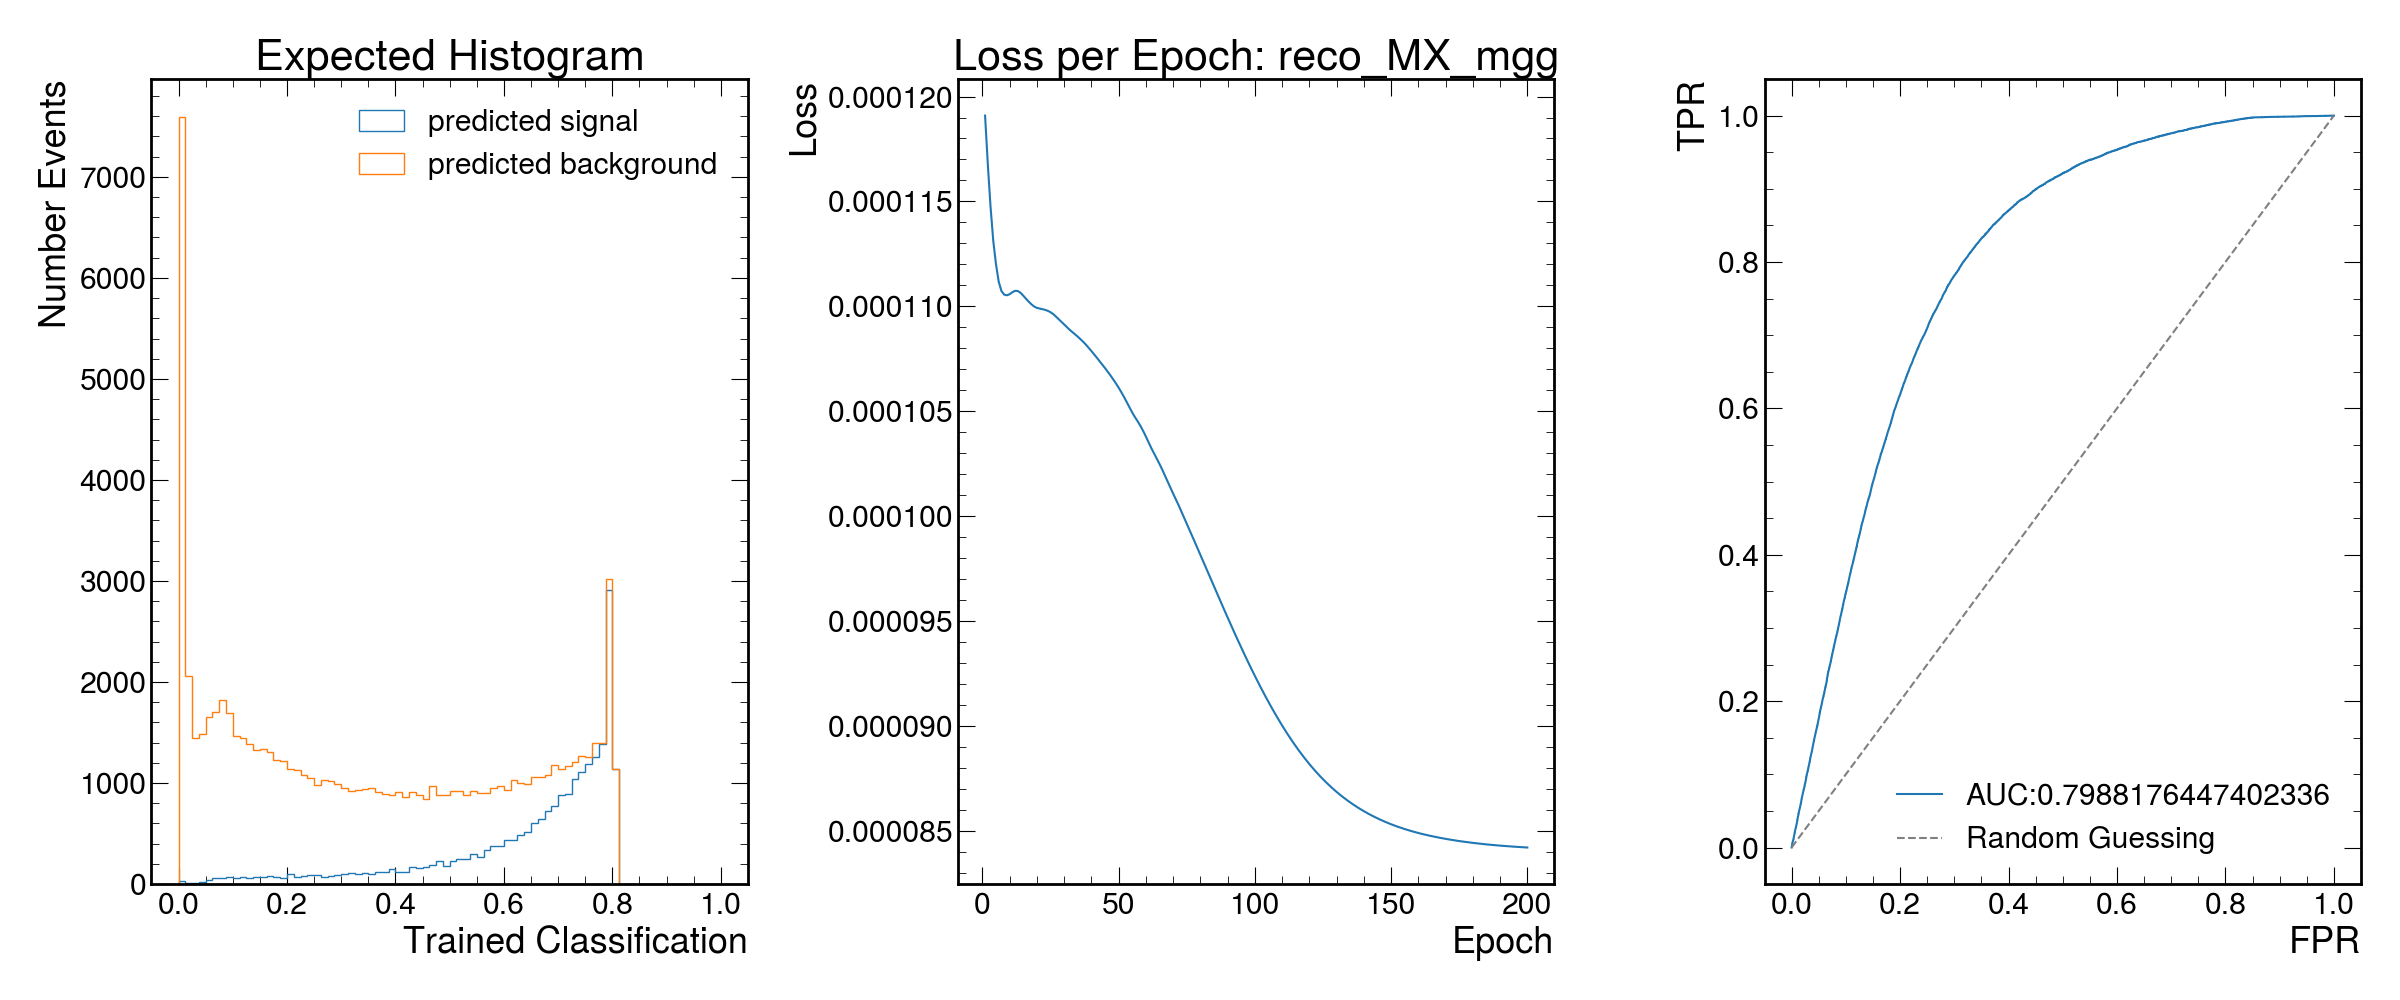 Expected Histogram
Number Events
predicted signal
predicted background
7000
6000
5000
4000
3000
2000
1000
0
0.0 0.2 0.4 0.6 0.8 1.0
Trained Classification
Loss per Epoch: reco_MX_mgg
Loss
0.000120
0.000115
0.000110
0.000105
0.000100
0.000095
0.000090
0.000085
0 50 100 150 200
Epoch
TPR
1.0
0.8
0.6
0.4
0.2
0.0
AUC:0.7988176447402336
Random Guessing
0.0 0.2 0.4 0.6 0.8 1.0
FPR